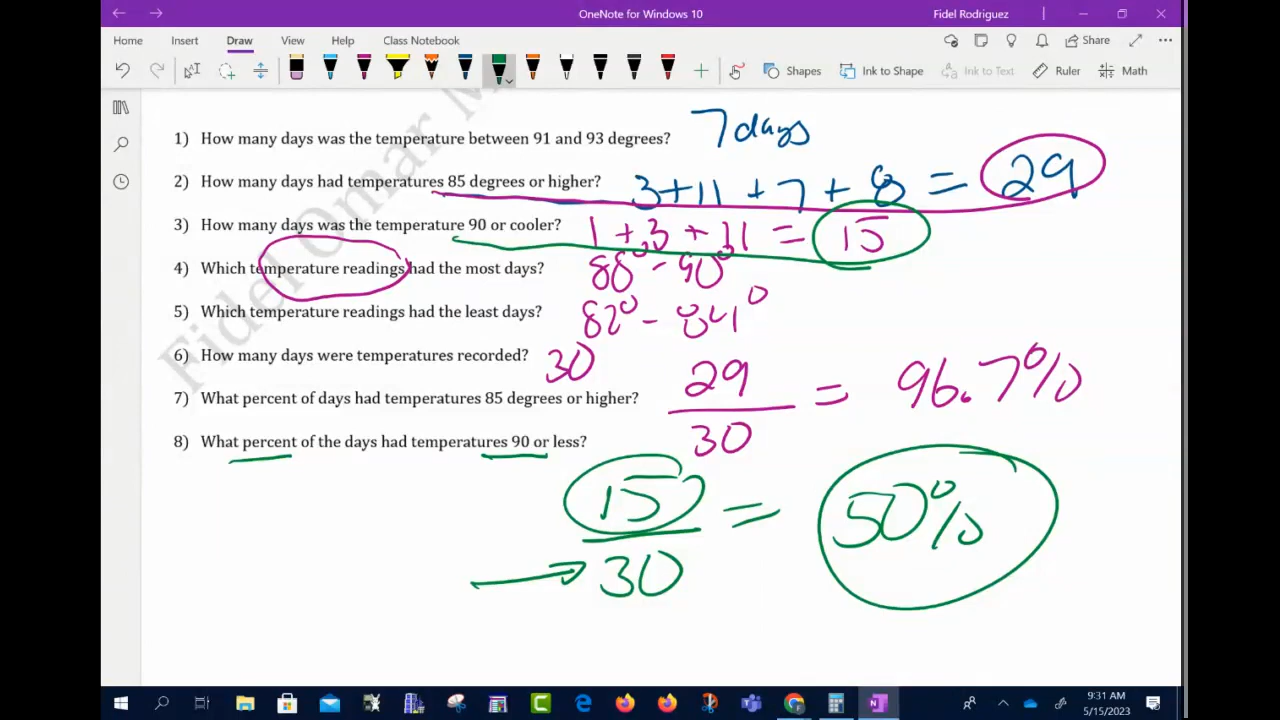 OneNote for Windows 10
Fidel Rodriguez
Home Insert Draw View Help Class Notebook
Share
Shapes Ink to Shape Ink to Text Ruler Math
Fidel Omar M
1) How many days was the temperature between 91 and 93 degrees? 7 days
2) How many days had temperatures 85 degrees or higher? 3+11+7+8=29
3) How many days was the temperature 90 or cooler? 1+3+11=15
4) Which temperature readings had the most days? 88°-90°
5) Which temperature readings had the least days? 82°-84°
6) How many days were temperatures recorded? 30
7) What percent of days had temperatures 85 degrees or higher? 29/30 = 96.7%
8) What percent of the days had temperatures 90 or less?
15/30 = 50%
9:31 AM
5/15/2023